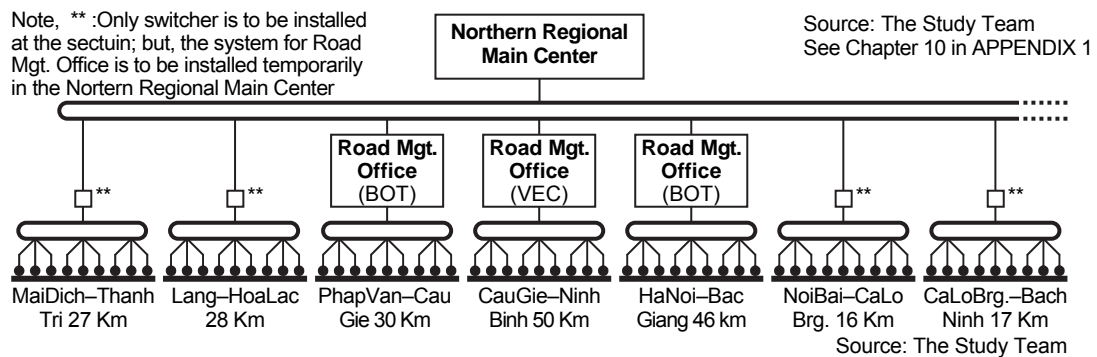 Note, ** :Only switcher is to be installed
at the sectuin; but, the system for Road
Mgt. Office is to be installed temporarily
in the Nortern Regional Main Center
Northern Regional
Main Center
Source: The Study Team
See Chapter 10 in APPENDIX 1
Road Mgt.
Office
(BOT)
Road Mgt.
Office
(VEC)
Road Mgt.
Office
(BOT)
**
**
**
**
MaiDich–Thanh
Tri 27 Km
Lang–HoaLac
28 Km
PhapVan–Cau
Gie 30 Km
CauGie–Ninh
Binh 50 Km
HaNoi–Bac
Giang 46 km
NoiBai–CaLo
Brg. 16 Km
CaLoBrg.–Bach
Ninh 17 Km
Source: The Study Team